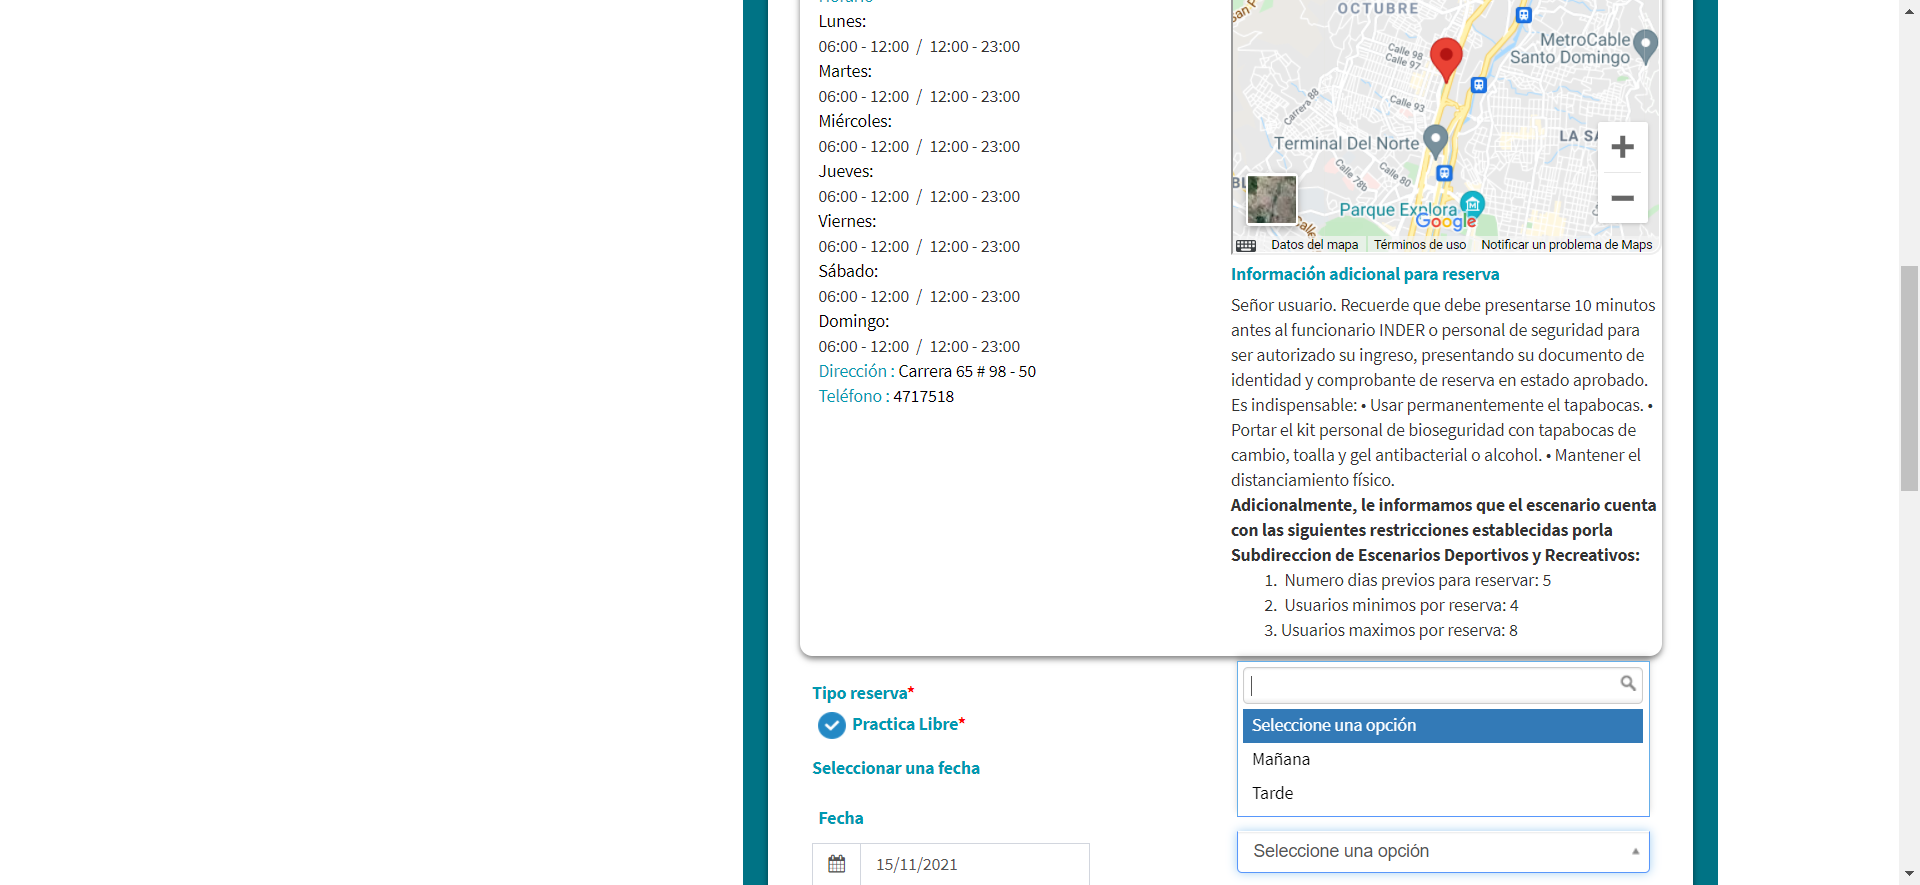 Horario
Lunes:
06:00 - 12:00 / 12:00 - 23:00
Martes:
06:00 - 12:00 / 12:00 - 23:00
Miércoles:
06:00 - 12:00 / 12:00 - 23:00
Jueves:
06:00 - 12:00 / 12:00 - 23:00
Viernes:
06:00 - 12:00 / 12:00 - 23:00
Sábado:
06:00 - 12:00 / 12:00 - 23:00
Domingo:
06:00 - 12:00 / 12:00 - 23:00
Dirección : Carrera 65 # 98 - 50
Teléfono : 4717518
OCTUBRE
San P
MetroCable
Santo Domingo
Calle 98
Calle 97
Carrera 88
Calle 93
Terminal Del Norte
LA SA
Calle 78b
Calle 80
BL
Parque Explora
Calle
Google
+
−
Datos del mapa
Términos de uso
Notificar un problema de Maps
Información adicional para reserva
Señor usuario. Recuerde que debe presentarse 10 minutos
antes al funcionario INDER o personal de seguridad para
ser autorizado su ingreso, presentando su documento de
identidad y comprobante de reserva en estado aprobado.
Es indispensable: • Usar permanentemente el tapabocas. •
Portar el kit personal de bioseguridad con tapabocas de
cambio, toalla y gel antibacterial o alcohol. • Mantener el
distanciamiento físico.
Adicionalmente, le informamos que el escenario cuenta
con las siguientes restricciones establecidas porla
Subdireccion de Escenarios Deportivos y Recreativos:
1. Numero dias previos para reservar: 5
2. Usuarios minimos por reserva: 4
3. Usuarios maximos por reserva: 8
Tipo reserva*
Practica Libre*
Seleccionar una fecha
Fecha
15/11/2021
Seleccione una opción
Mañana
Tarde
Seleccione una opción